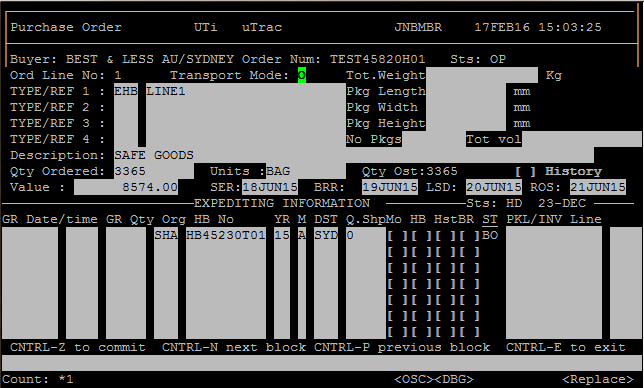 Purchase Order UTi uTrac JNBMBR 17FEB16 15:03:25
Buyer: BEST & LESS AU/SYDNEY Order Num: TEST45820H01 Sts: OP
Ord Line No: 1 Transport Mode: O Tot.Weight Kg
TYPE/REF 1 : EHB LINE1 Pkg Length mm
TYPE/REF 2 : Pkg Width mm
TYPE/REF 3 : Pkg Height mm
TYPE/REF 4 : No Pkgs Tot vol
Description: SAFE GOODS
Qty Ordered: 3365 Units :BAG Qty Ost:3365 [ ] History
Value : 8574.00 SER:18JUN15 BRR: 19JUN15 LSD: 20JUN15 ROS: 21JUN15
EXPEDITING INFORMATION Sts: HD 23-DEC
GR Date/time GR Qty Org HB No YR M DST Q.ShpMo HB HstBR ST PKL/INV Line
SHA HB45230T01 15 A SYD 0 [ ][ ][ ][ ]BO
[ ][ ][ ][ ]
[ ][ ][ ][ ]
[ ][ ][ ][ ]
[ ][ ][ ][ ]
[ ][ ][ ][ ]
[ ][ ][ ][ ]
CNTRL-Z to commit CNTRL-N next block CNTRL-P previous block CNTRL-E to exit
Count: *1 <OSC><DBG> <Replace>